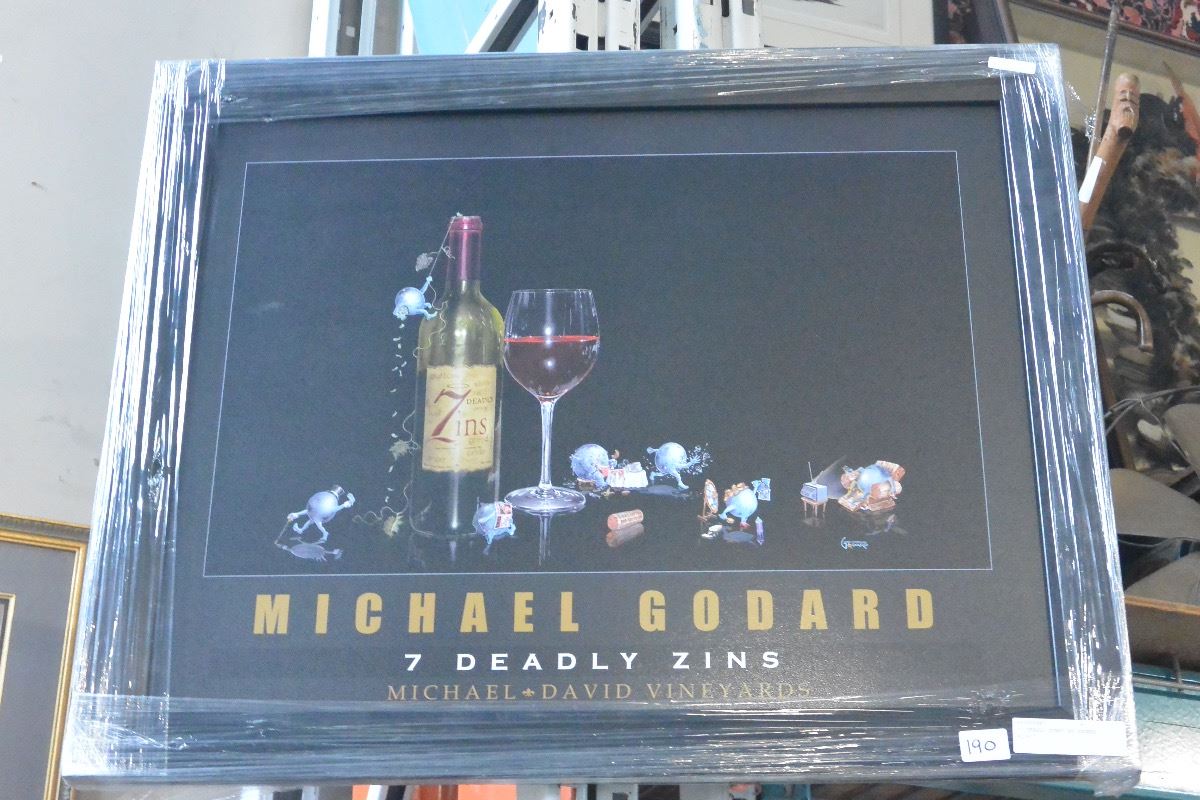 7 DEADLY
Zins
MICHAEL GODARD
7 DEADLY ZINS
MICHAEL DAVID VINEYARDS
190